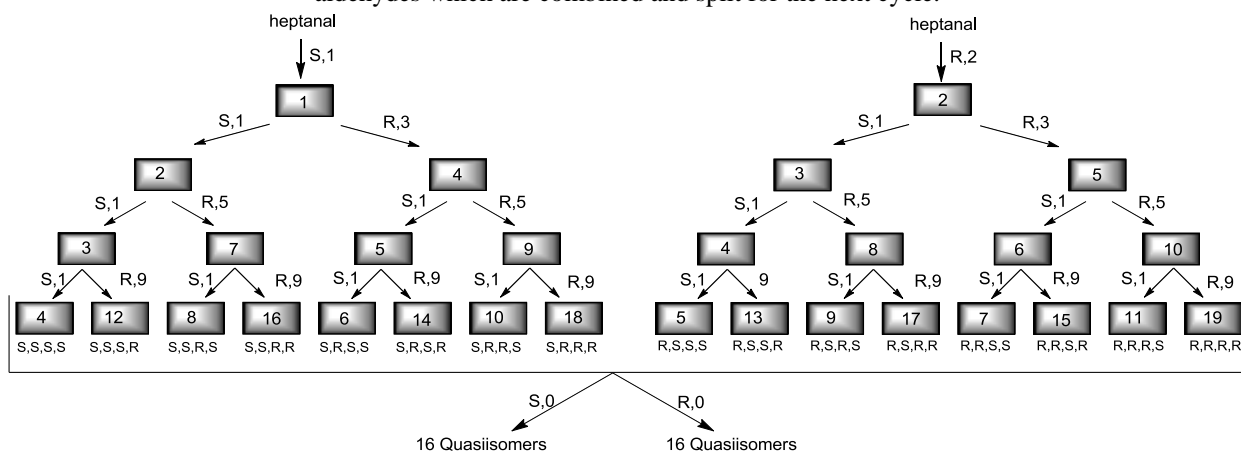 aldehydes which are combined and split for the next cycle.
heptanal heptanal
S,1 R,2
1 2
S,1 R,3 S,1 R,3
2 4 3 5
S,1 R,5 S,1 R,5 S,1 R,5 S,1 R,5
3 7 5 9 4 8 6 10
S,1 R,9 S,1 R,9 S,1 R,9 S,1 R,9 S,1 9 S,1 R,9 S,1 R,9 S,1 R,9
4 12 8 16 6 14 10 18 5 13 9 17 7 15 11 19
S,S,S,S S,S,S,R S,S,R,S S,S,R,R S,R,S,S S,R,S,R S,R,R,S S,R,R,R R,S,S,S R,S,S,R R,S,R,S R,S,R,R R,R,S,S R,R,S,R R,R,R,S R,R,R,R
S,0 R,0
16 Quasiisomers 16 Quasiisomers